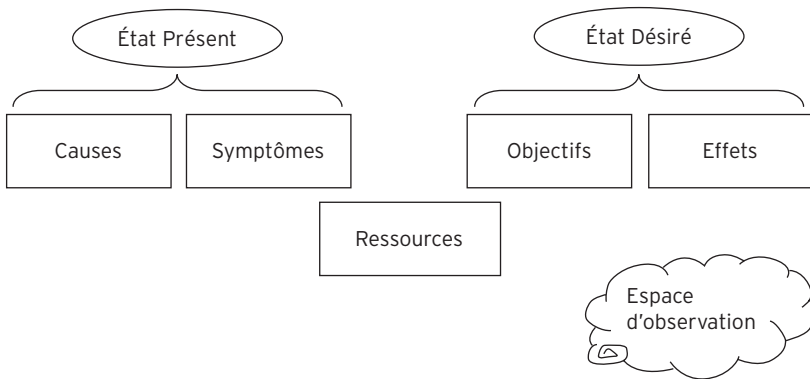 État Présent
État Désiré
Causes
Symptômes
Objectifs
Effets
Ressources
Espace
d'observation